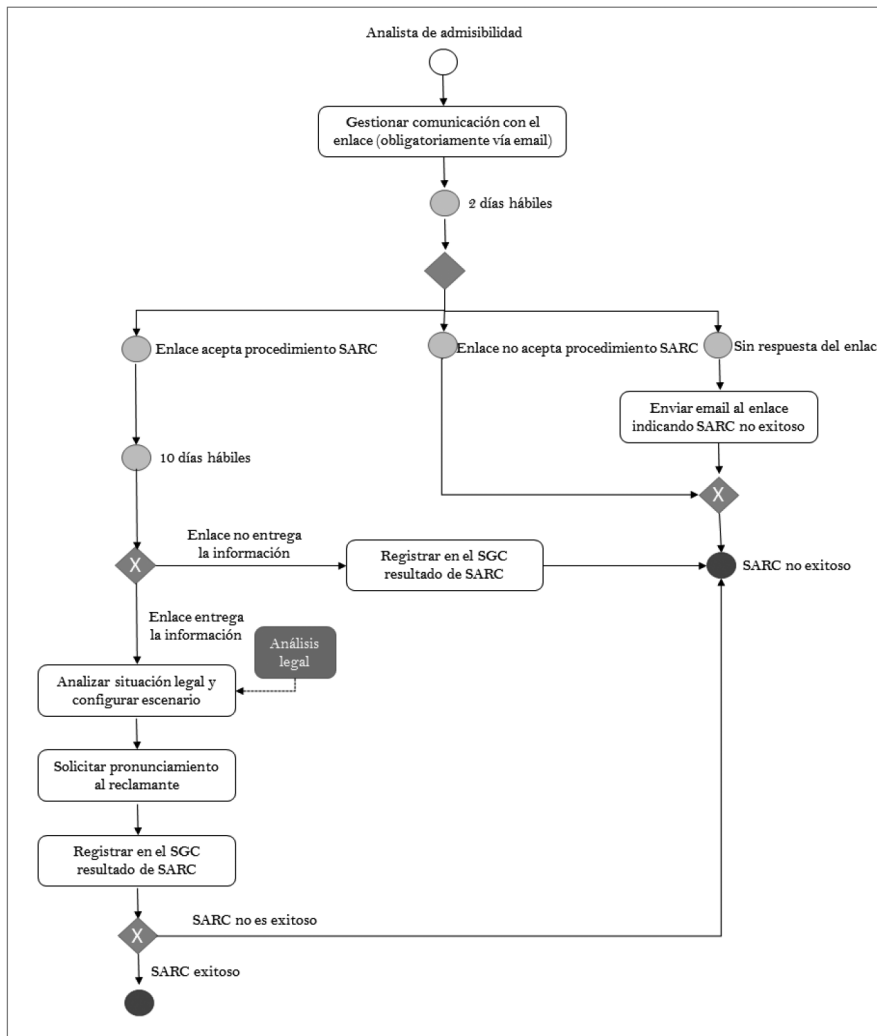 Analista de admisibilidad
Gestionar comunicación con el
enlace (obligatoriamente vía email)
2 días hábiles
Enlace acepta procedimiento SARC
Enlace no acepta procedimiento SARC
Sin respuesta del enlace
Enviar email al enlace
indicando SARC no exitoso
10 días hábiles
X
Enlace no entrega
la información
X
Registrar en el SGC
resultado de SARC
SARC no exitoso
Enlace entrega
la información
Análisis
legal
Analizar situación legal y
configurar escenario
Solicitar pronunciamiento
al reclamante
Registrar en el SGC
resultado de SARC
SARC no es exitoso
X
SARC exitoso